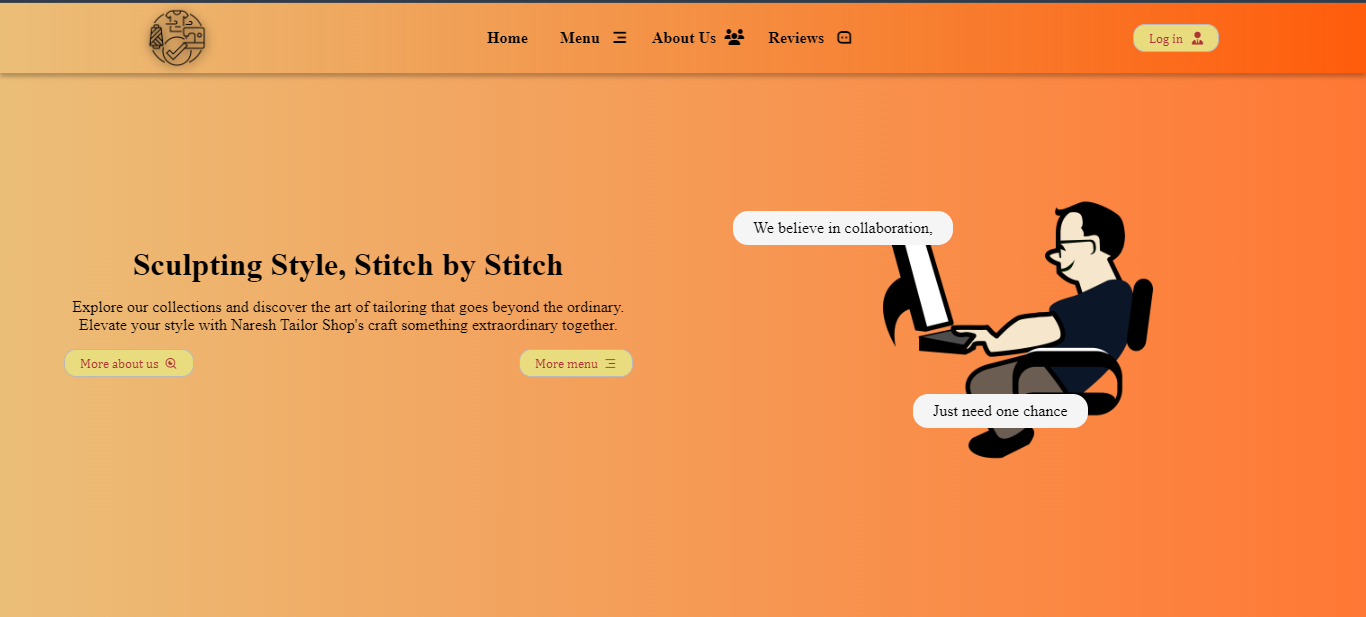 Home
Menu
About Us
Reviews
Log in
Sculpting Style, Stitch by Stitch
Explore our collections and discover the art of tailoring that goes beyond the ordinary.
Elevate your style with Naresh Tailor Shop's craft something extraordinary together.
More about us
More menu
We believe in collaboration,
Just need one chance